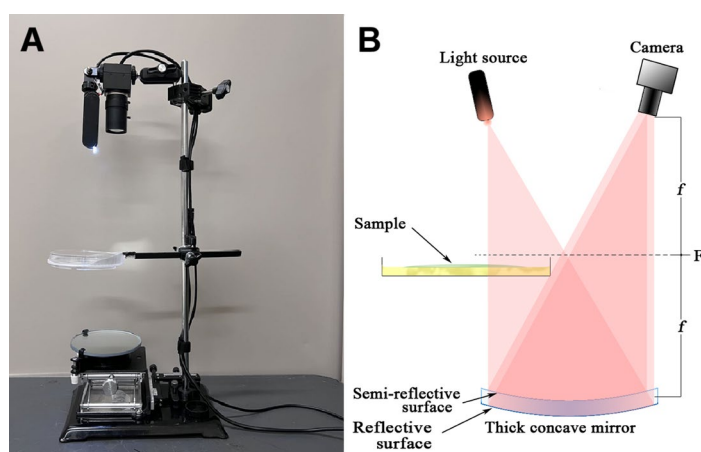 A
B
Camera
Light source
f
Sample
F
f
Semi-reflective
surface
Reflective
surface
Thick concave mirror